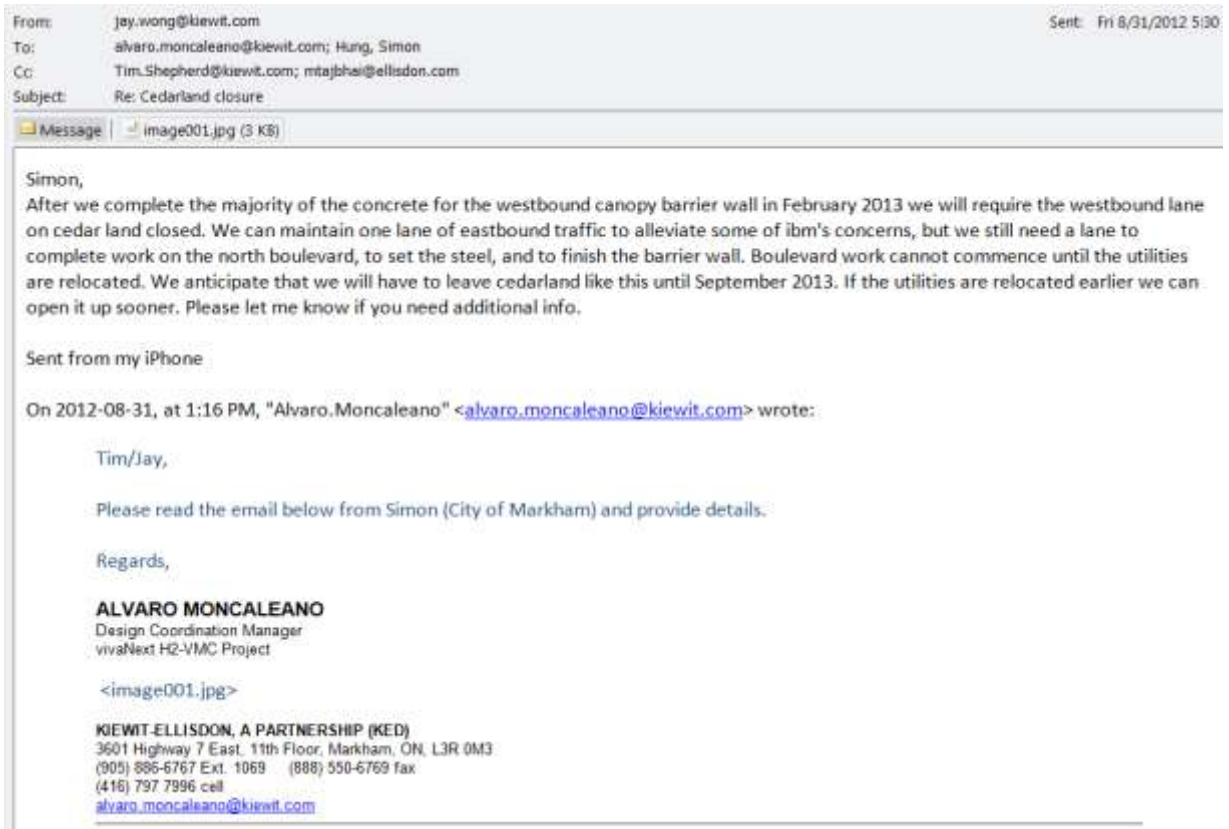 From: jay.wong@kiewit.com Sent: Fri 8/31/2012 5:30
To: alvaro.moncaleano@kiewit.com; Hung, Simon
Cc: Tim.Shepherd@kiewit.com; mtajbhai@ellisdon.com
Subject: Re: Cedarland closure
Message image001.jpg (3 KB)
Simon,
After we complete the majority of the concrete for the westbound canopy barrier wall in February 2013 we will require the westbound lane
on cedar land closed. We can maintain one lane of eastbound traffic to alleviate some of ibm's concerns, but we still need a lane to
complete work on the north boulevard, to set the steel, and to finish the barrier wall. Boulevard work cannot commence until the utilities
are relocated. We anticipate that we will have to leave cedarland like this until September 2013. If the utilities are relocated earlier we can
open it up sooner. Please let me know if you need additional info.
Sent from my iPhone
On 2012-08-31, at 1:16 PM, "Alvaro.Moncaleano" <alvaro.moncaleano@kiewit.com> wrote:
Tim/Jay,
Please read the email below from Simon (City of Markham) and provide details.
Regards,
ALVARO MONCALEANO
Design Coordination Manager
vivaNext H2-VMC Project
<image001.jpg>
KIEWIT-ELLISDON, A PARTNERSHIP (KED)
3601 Highway 7 East, 11th Floor, Markham, ON, L3R 0M3
(905) 886-6767 Ext. 1069 (888) 550-6769 fax
(416) 797 7996 cell
alvaro.moncaleano@kiewit.com